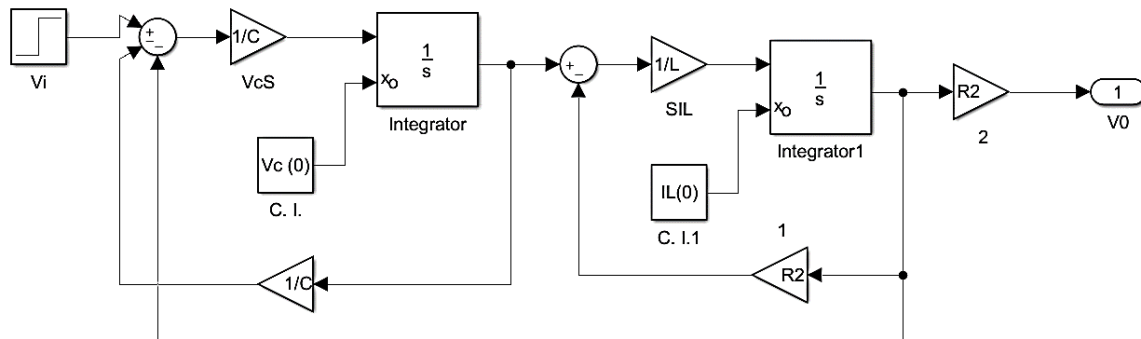 Vi
+
−
−
1/C
VcS
1
s
xo
Integrator
Vc (0)
C. I.
1/C
+
−
1/L
SIL
1
s
xo
Integrator1
IL(0)
C. I.1
1
R2
R2
2
1
V0